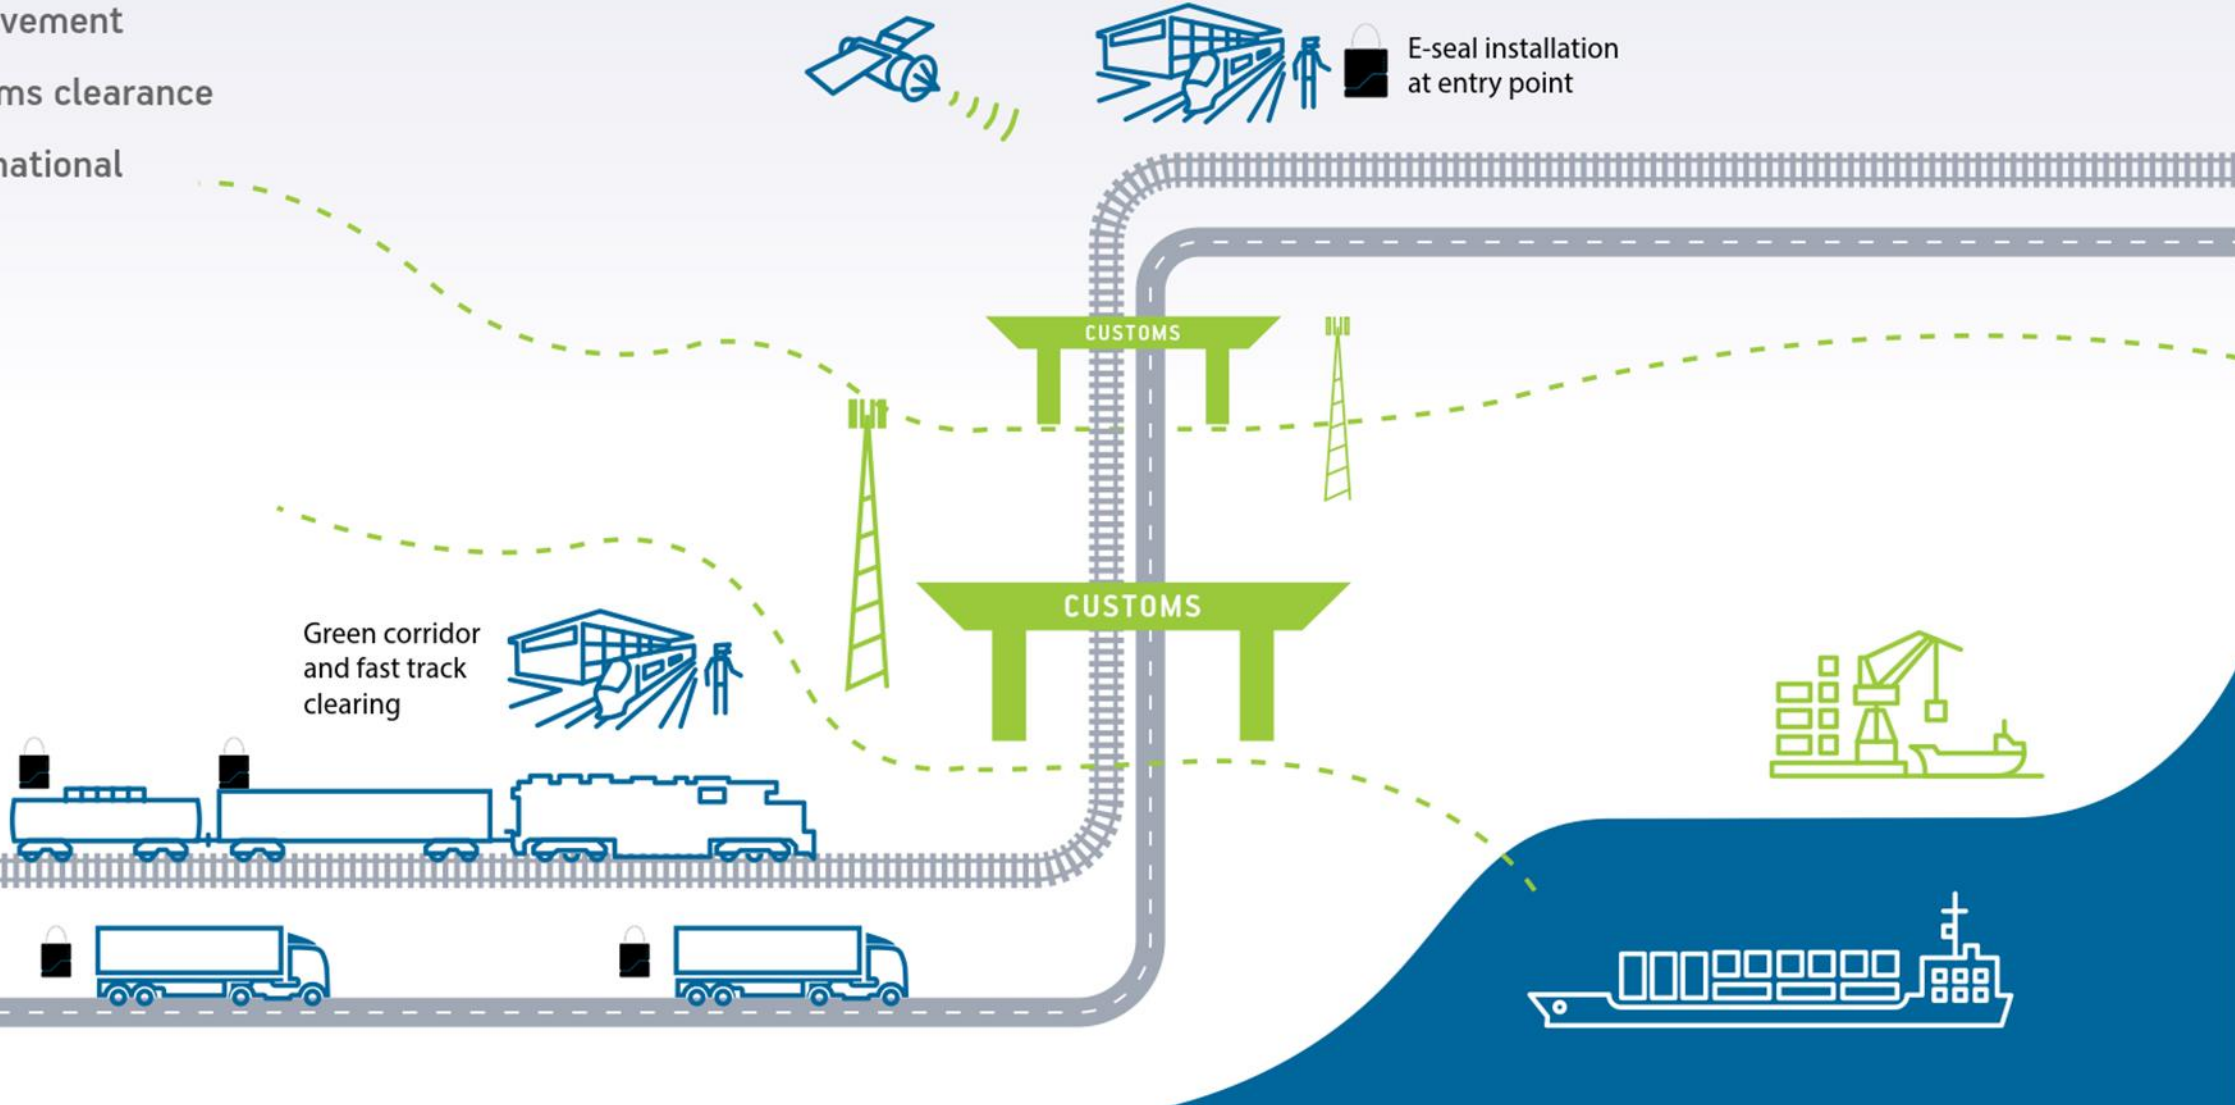 vement
ms clearance
national
E-seal installation
at entry point
CUSTOMS
CUSTOMS
Green corridor
and fast track
clearing